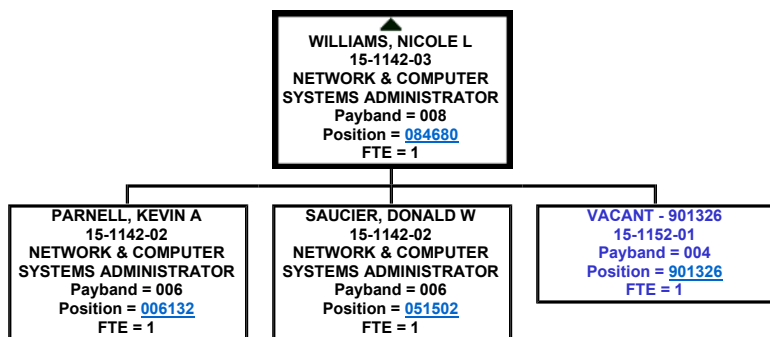 WILLIAMS, NICOLE L
15-1142-03
NETWORK & COMPUTER
SYSTEMS ADMINISTRATOR
Payband = 008
Position = 084680
FTE = 1
PARNELL, KEVIN A
15-1142-02
NETWORK & COMPUTER
SYSTEMS ADMINISTRATOR
Payband = 006
Position = 006132
FTE = 1
SAUCIER, DONALD W
15-1142-02
NETWORK & COMPUTER
SYSTEMS ADMINISTRATOR
Payband = 006
Position = 051502
FTE = 1
VACANT - 901326
15-1152-01
Payband = 004
Position = 901326
FTE = 1